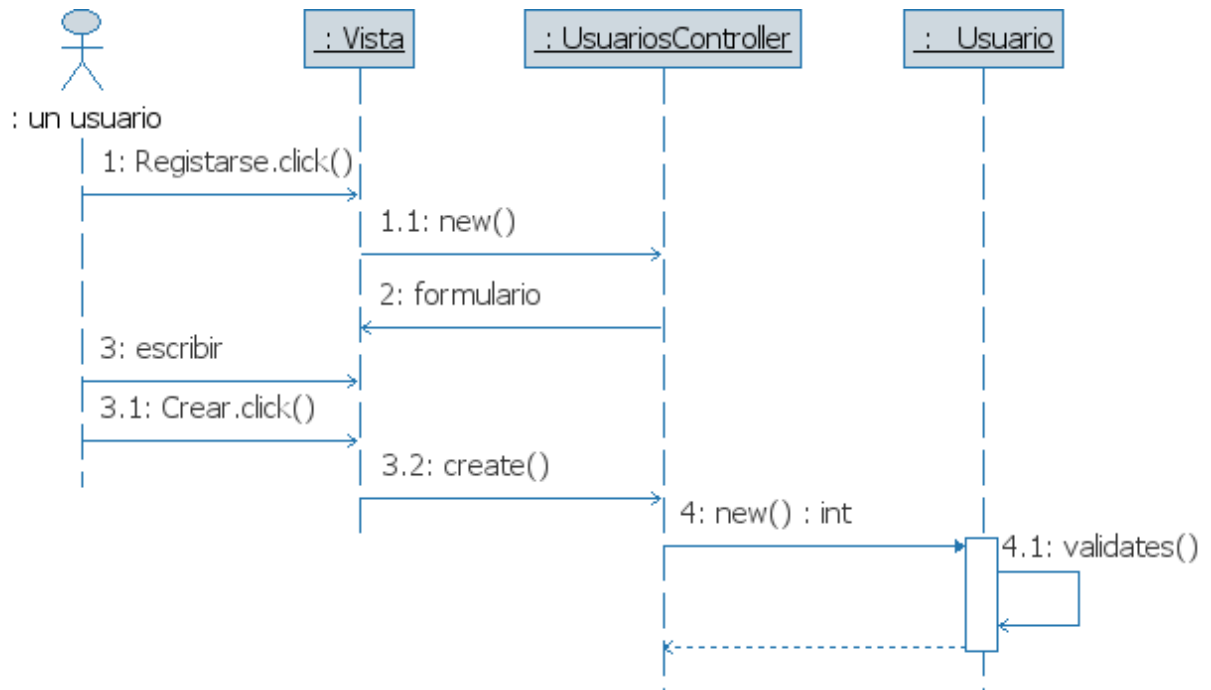 : Vista
: UsuariosController
: Usuario
: un usuario
1: Registarse.click()
1.1: new()
2: formulario
3: escribir
3.1: Crear.click()
3.2: create()
4: new() : int
4.1: validates()